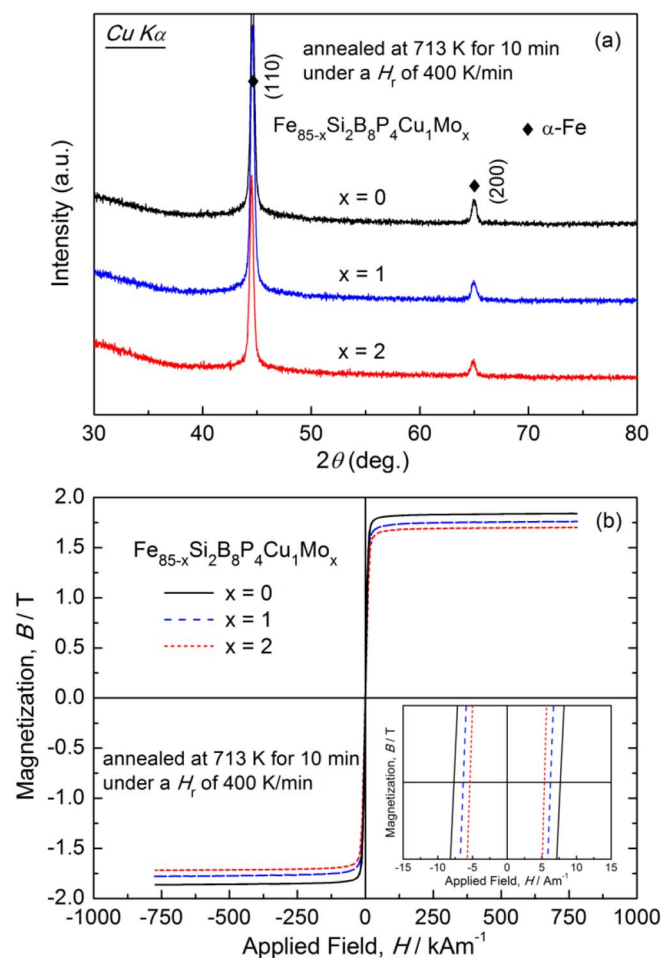 Cu Kα
annealed at 713 K for 10 min
under a Hr of 400 K/min
(a)
(110)
Fe85-xSi2B8P4Cu1Mox
♦ α-Fe
(200)
x = 0
x = 1
x = 2
Intensity (a.u.)
30 40 50 60 70 80
2θ (deg.)
2.0
1.5
1.0
0.5
0.0
-0.5
-1.0
-1.5
-2.0
(b)
Fe85-xSi2B8P4Cu1Mox
x = 0
x = 1
x = 2
Magnetization, B / T
annealed at 713 K for 10 min
under a Hr of 400 K/min
Magnetization, B / T
-15 -10 -5 0 5 10 15
Applied Field, H / Am-1
-1000 -750 -500 -250 0 250 500 750 1000
Applied Field, H / kAm-1